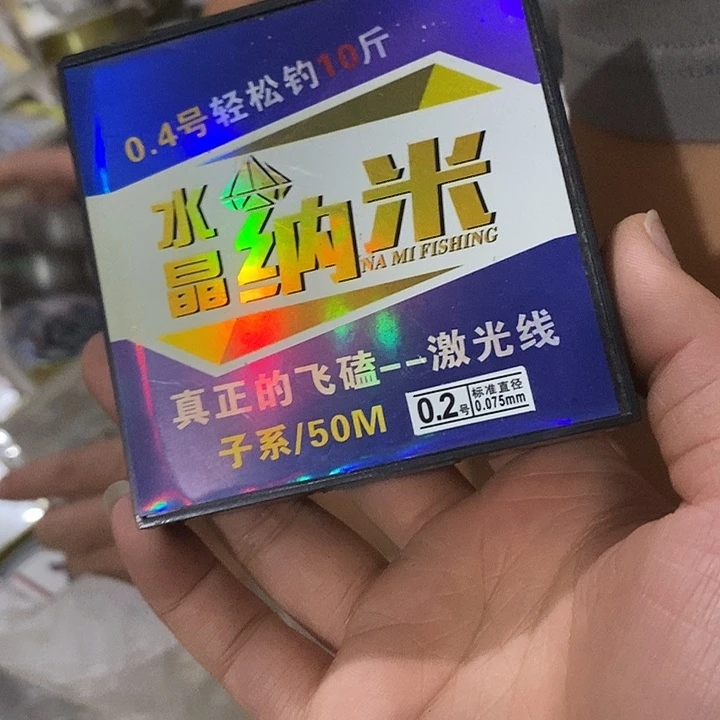 0.4号轻松钓10斤
水晶纳米
NA MI FISHING
真正的飞磕--激光线
子系/50M
0.2号 标准直径 0.075mm